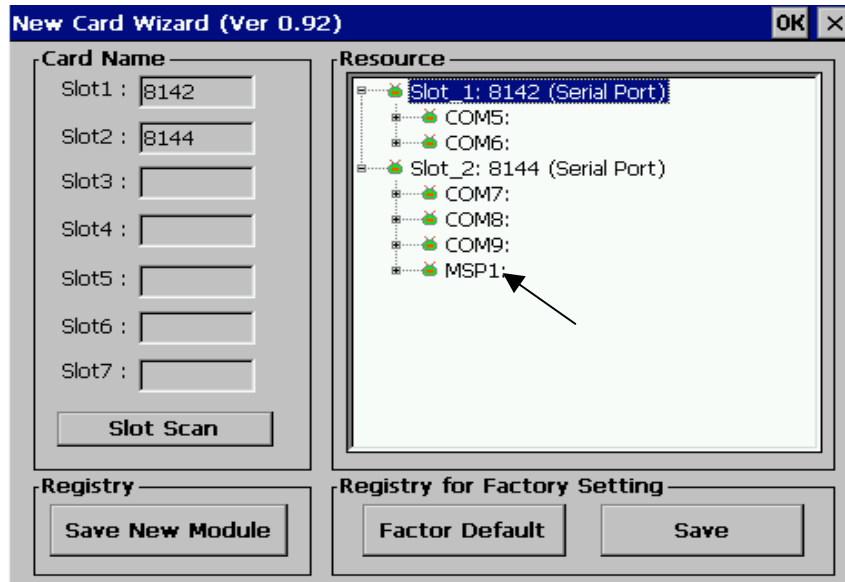 New Card Wizard (Ver 0.92)
OK ×
Card Name
Slot1 : 8142
Slot2 : 8144
Slot3 :
Slot4 :
Slot5 :
Slot6 :
Slot7 :
Slot Scan
Resource
Slot_1: 8142 (Serial Port)
COM5:
COM6:
Slot_2: 8144 (Serial Port)
COM7:
COM8:
COM9:
MSP1:
Registry
Save New Module
Registry for Factory Setting
Factor Default
Save